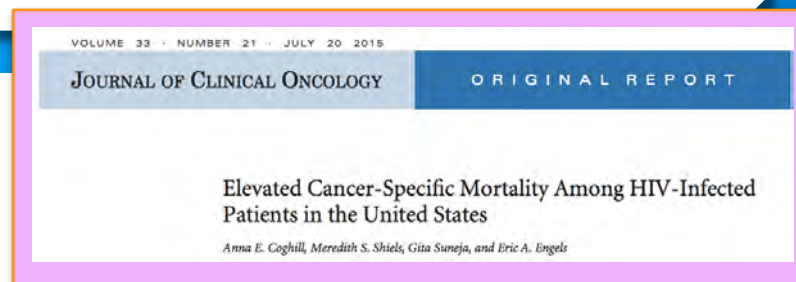 VOLUME 33 · NUMBER 21 · JULY 20 2015
JOURNAL OF CLINICAL ONCOLOGY
ORIGINAL REPORT
Elevated Cancer-Specific Mortality Among HIV-Infected
Patients in the United States
Anna E. Coghill, Meredith S. Shiels, Gita Suneja, and Eric A. Engels